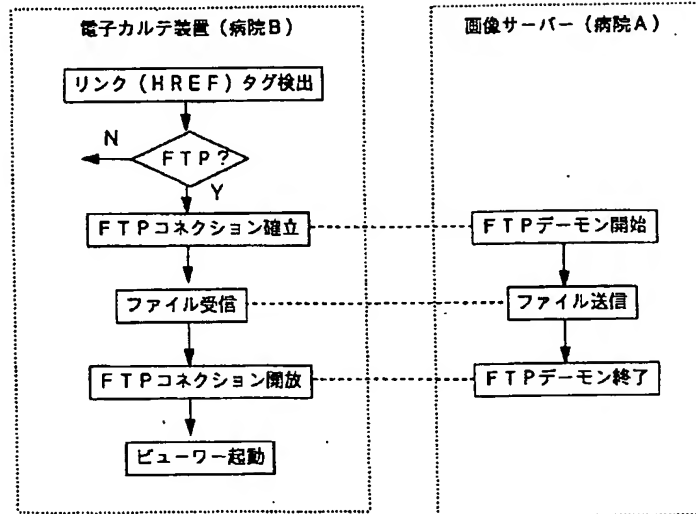 電子カルテ装置（病院B）
リンク（HREF）タグ検出
N
FTP？
Y
FTPコネクション確立
ファイル受信
FTPコネクション開放
ビューワー起動
画像サーバー（病院A）
FTPデーモン開始
ファイル送信
FTPデーモン終了